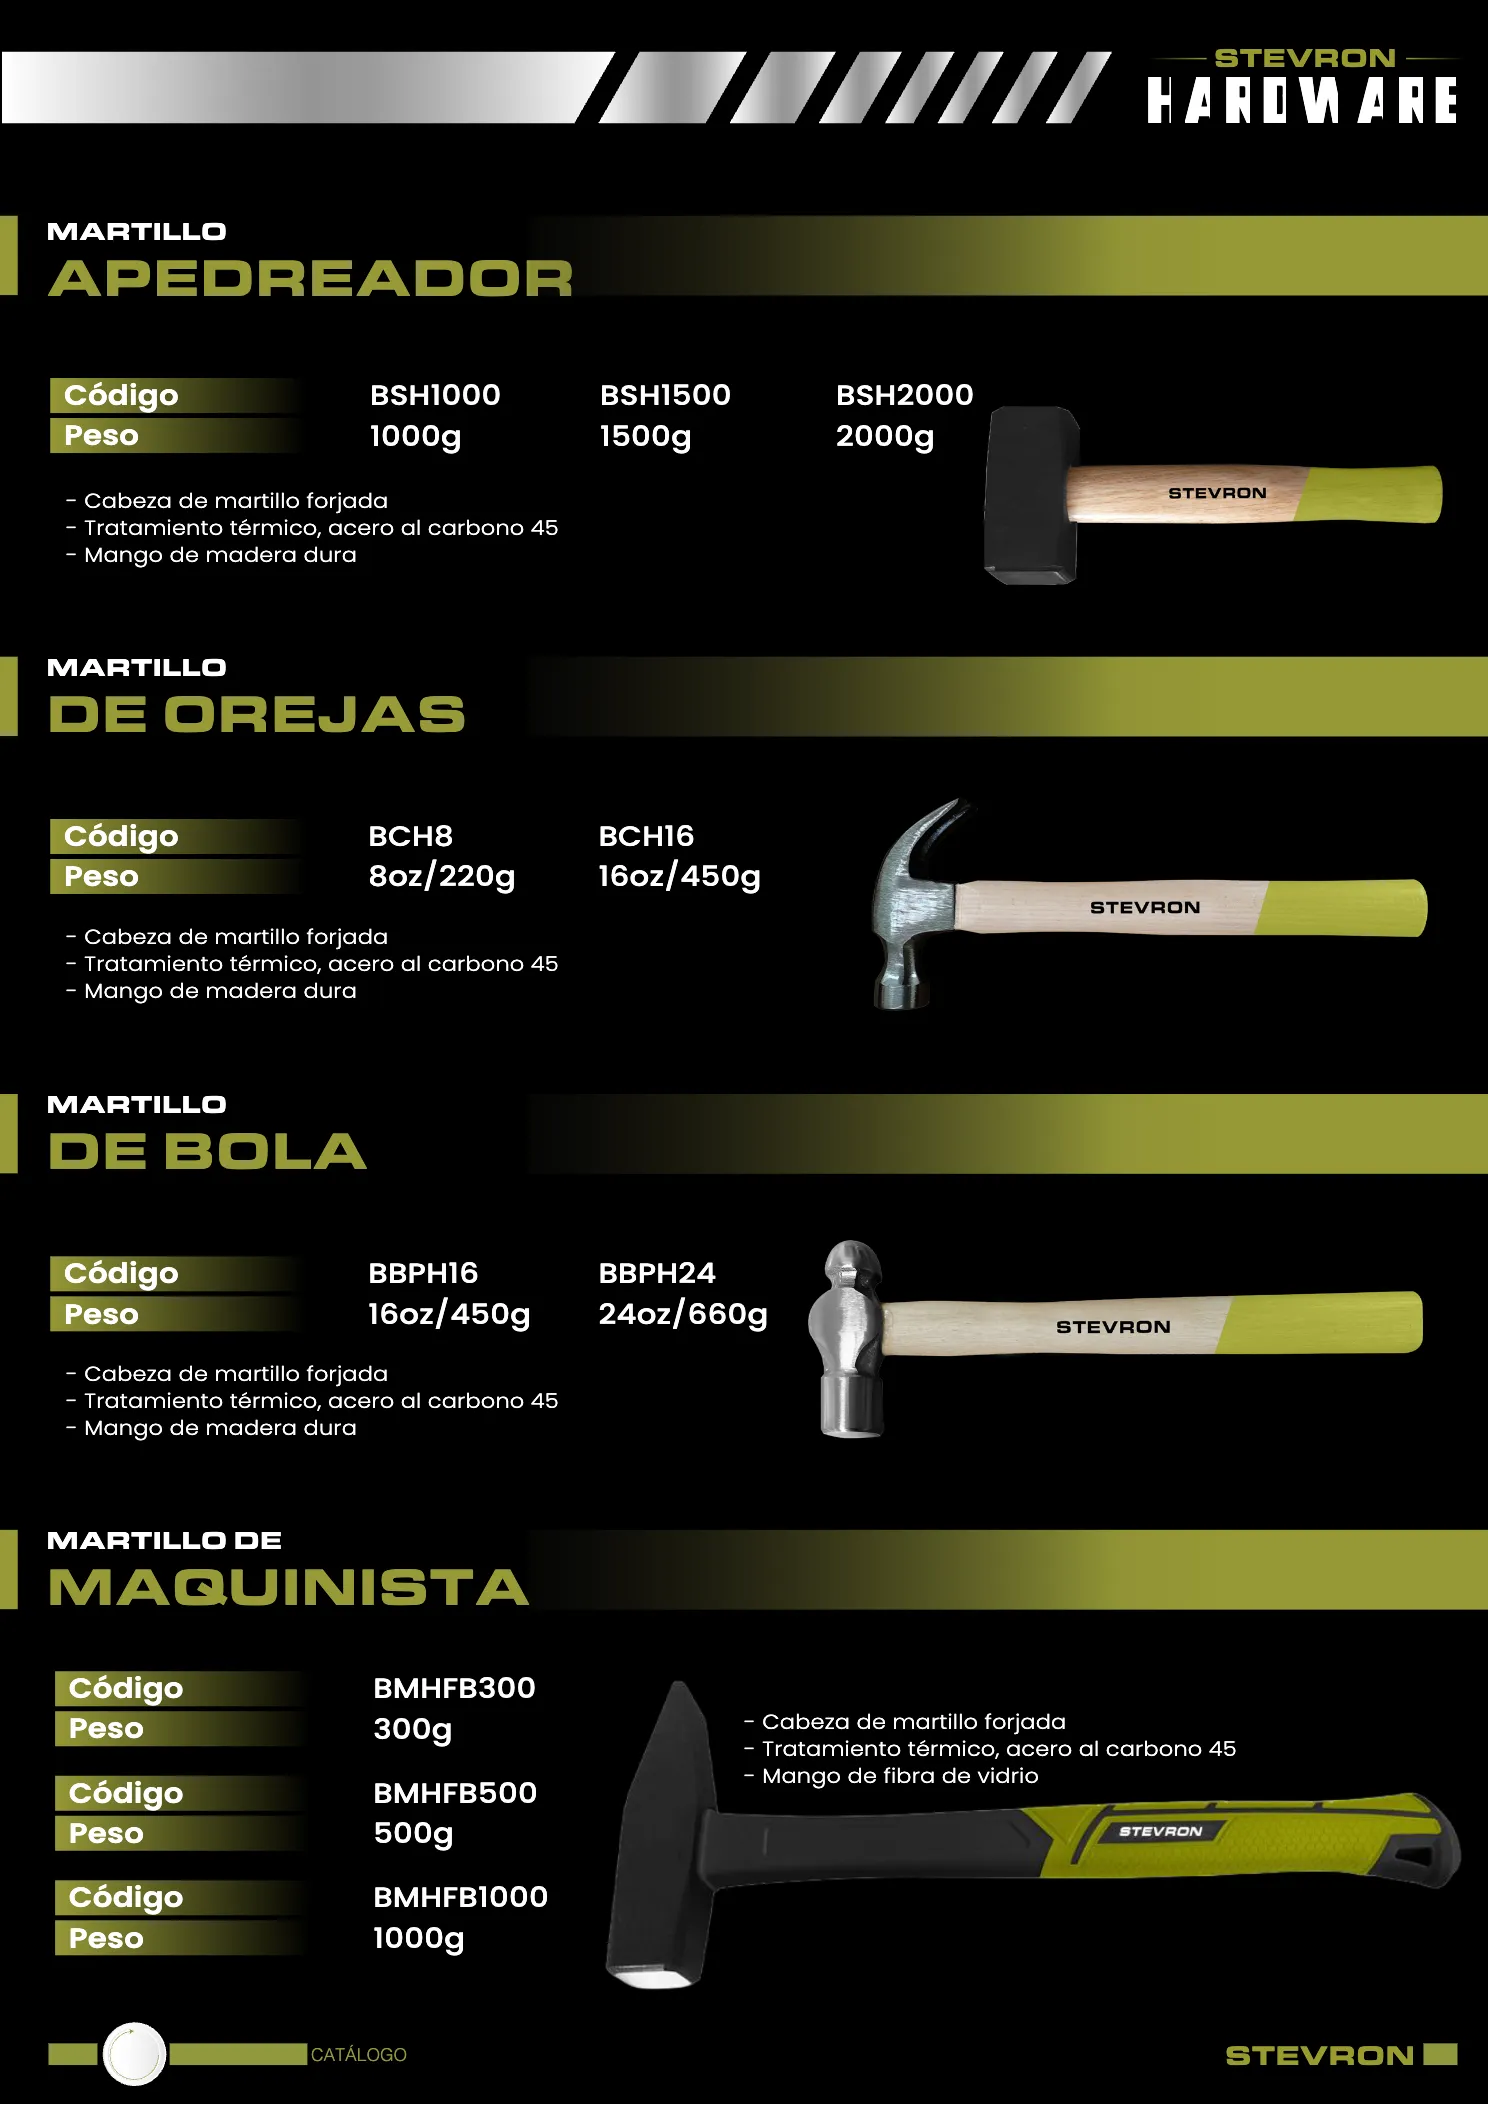 STEVRON
HARDWARE
MARTILLO
APEDREADOR
Código BSH1000 BSH1500 BSH2000
Peso 1000g 1500g 2000g
- Cabeza de martillo forjada
- Tratamiento térmico, acero al carbono 45
- Mango de madera dura
STEVRON
MARTILLO
DE OREJAS
Código BCH8 BCH16
Peso 8oz/220g 16oz/450g
- Cabeza de martillo forjada
- Tratamiento térmico, acero al carbono 45
- Mango de madera dura
STEVRON
MARTILLO
DE BOLA
Código BBPH16 BBPH24
Peso 16oz/450g 24oz/660g
- Cabeza de martillo forjada
- Tratamiento térmico, acero al carbono 45
- Mango de madera dura
STEVRON
MARTILLO DE
MAQUINISTA
Código BMHFB300
Peso 300g
Código BMHFB500
Peso 500g
Código BMHFB1000
Peso 1000g
- Cabeza de martillo forjada
- Tratamiento térmico, acero al carbono 45
- Mango de fibra de vidrio
STEVRON
CATÁLOGO
STEVRON